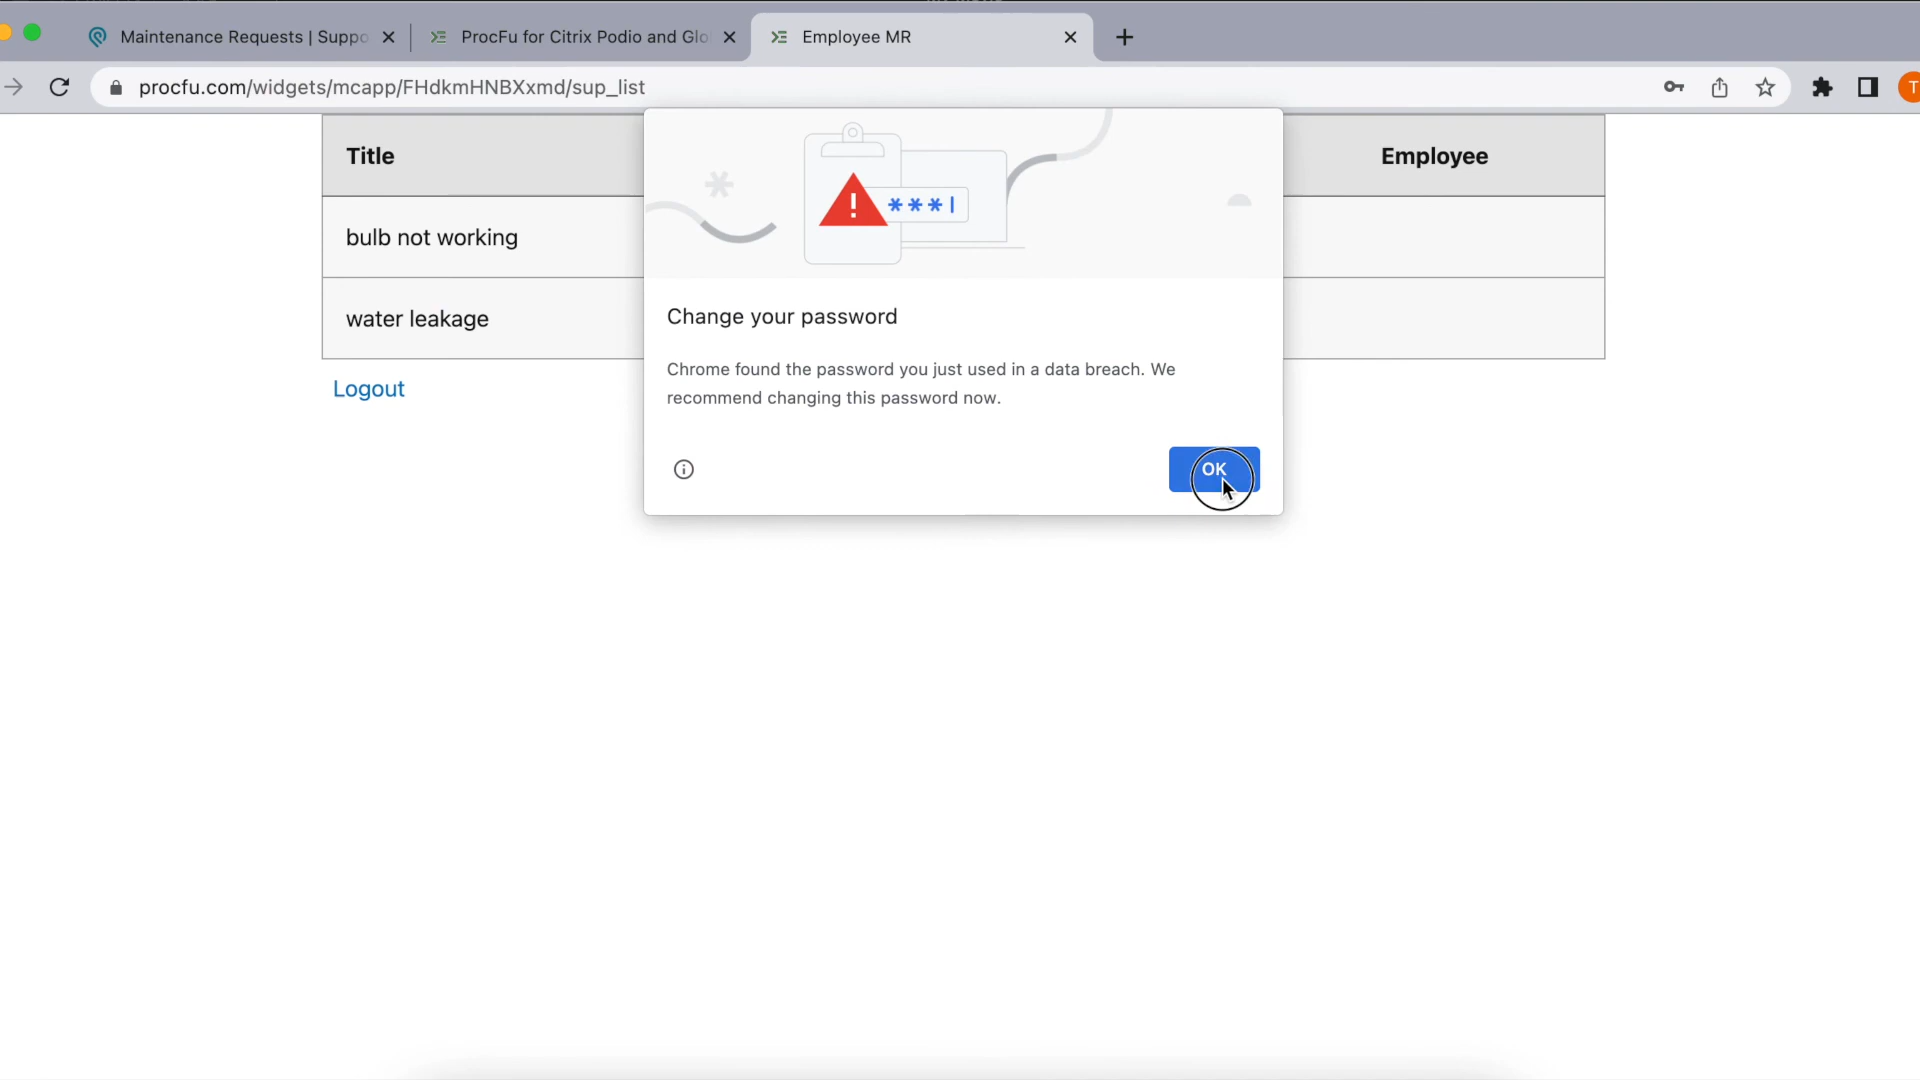 Maintenance Requests | Suppo
ProcFu for Citrix Podio and Glo
Employee MR
procfu.com/widgets/mcapp/FHdkmHNBXxmd/sup_list
T
Title
Employee
***|
bulb not working
water leakage
Change your password
Chrome found the password you just used in a data breach. We
recommend changing this password now.
Logout
OK